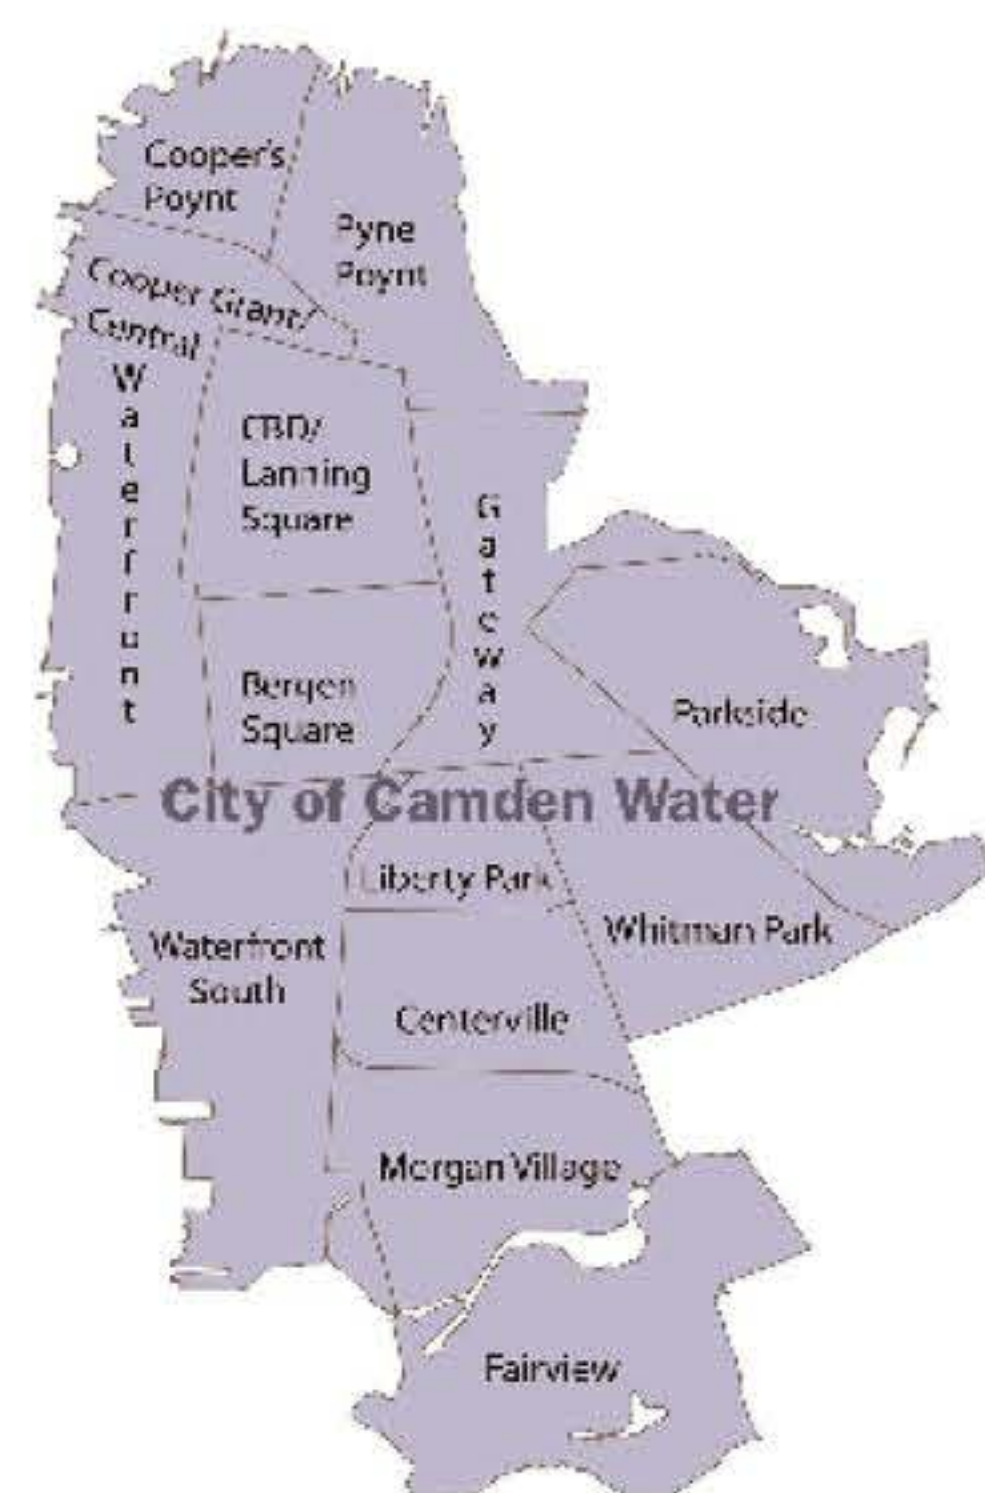 Cooper's
Poynt
Pyne
Poynt
Cooper Grant/
Central
Waterfront
CBD/
Lanning
Square
Gateway
Bergen
Square
Parkside
City of Camden Water
Liberty Park
Whitman Park
Waterfront
South
Centerville
Morgan Village
Fairview